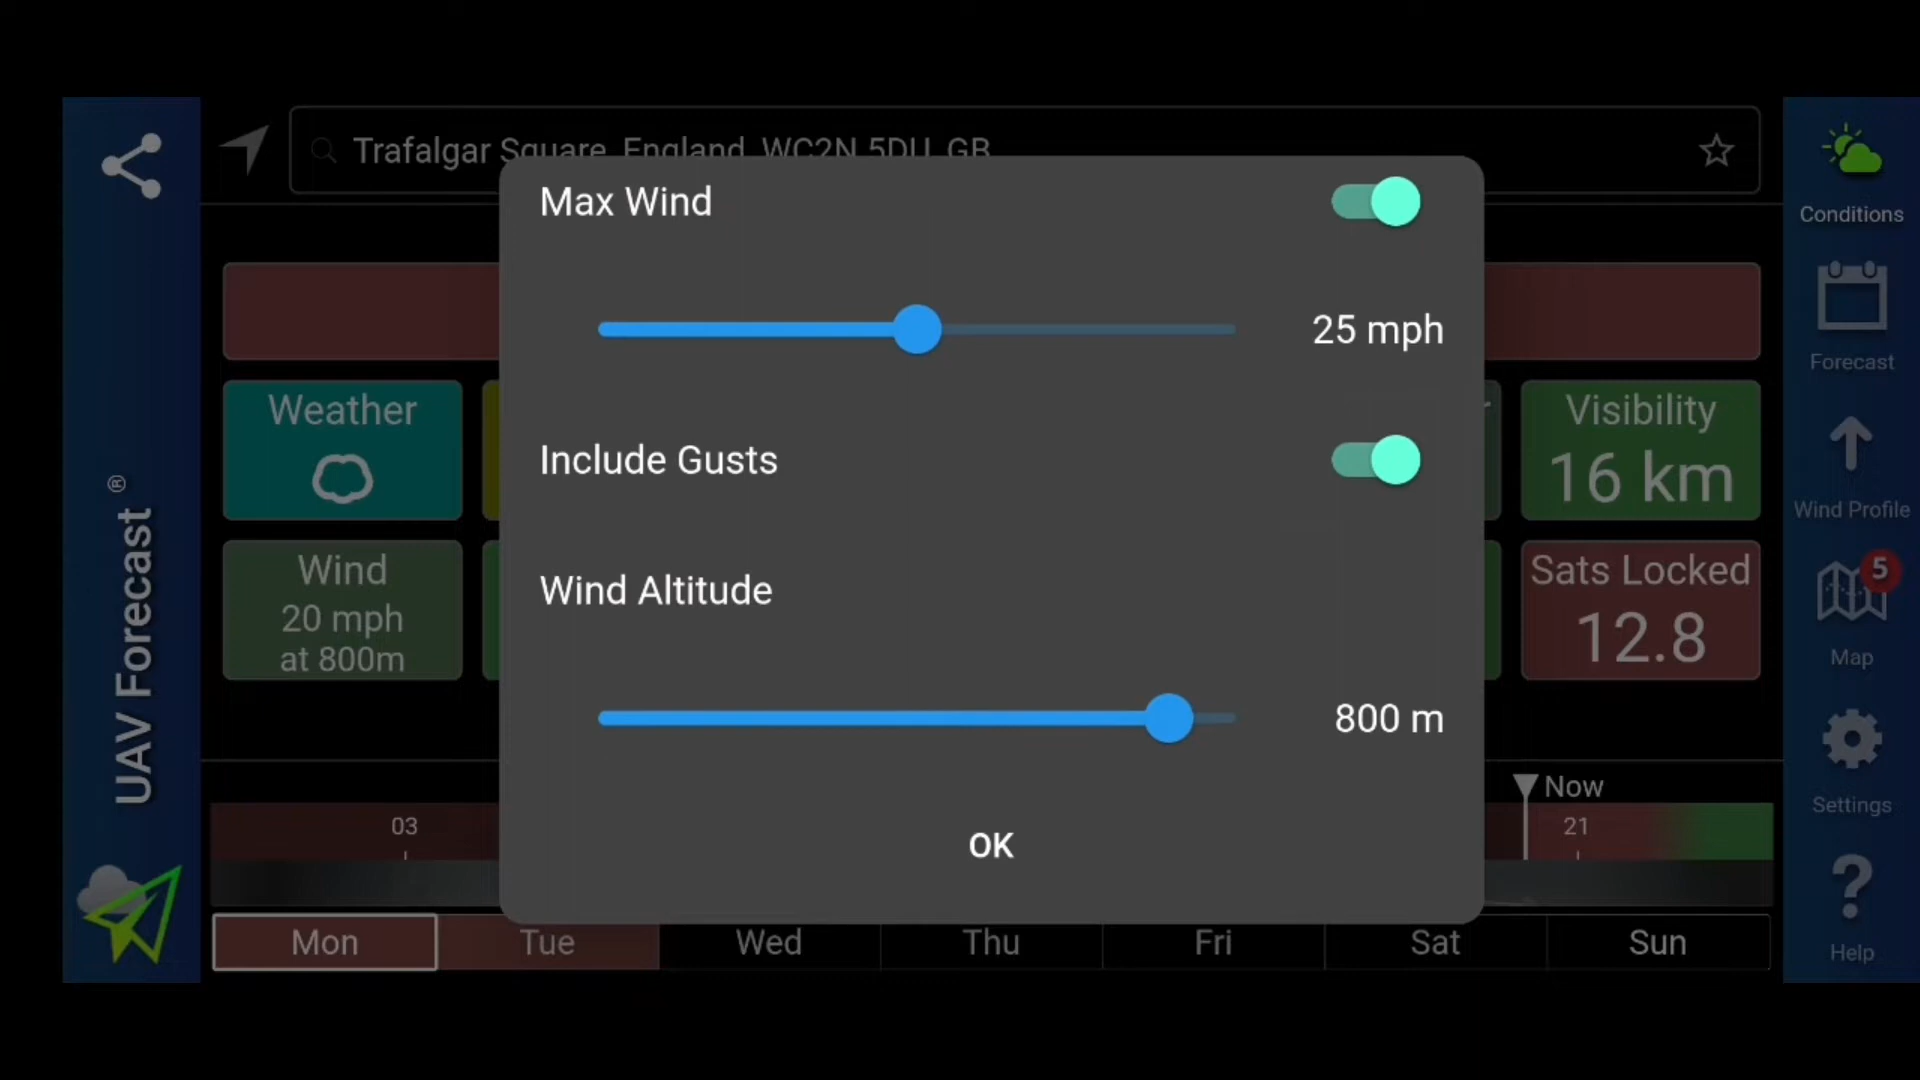 Trafalgar Square, England, WC2N 5DU, GB
Max Wind
25 mph
Include Gusts
Wind Altitude
800 m
OK
Weather
Visibility
16 km
Wind
20 mph
at 800m
Sats Locked
12.8
Now
03
21
Mon
Tue
Wed
Thu
Fri
Sat
Sun
UAV Forecast ®
Conditions
Forecast
Wind Profile
5
Map
Settings
Help